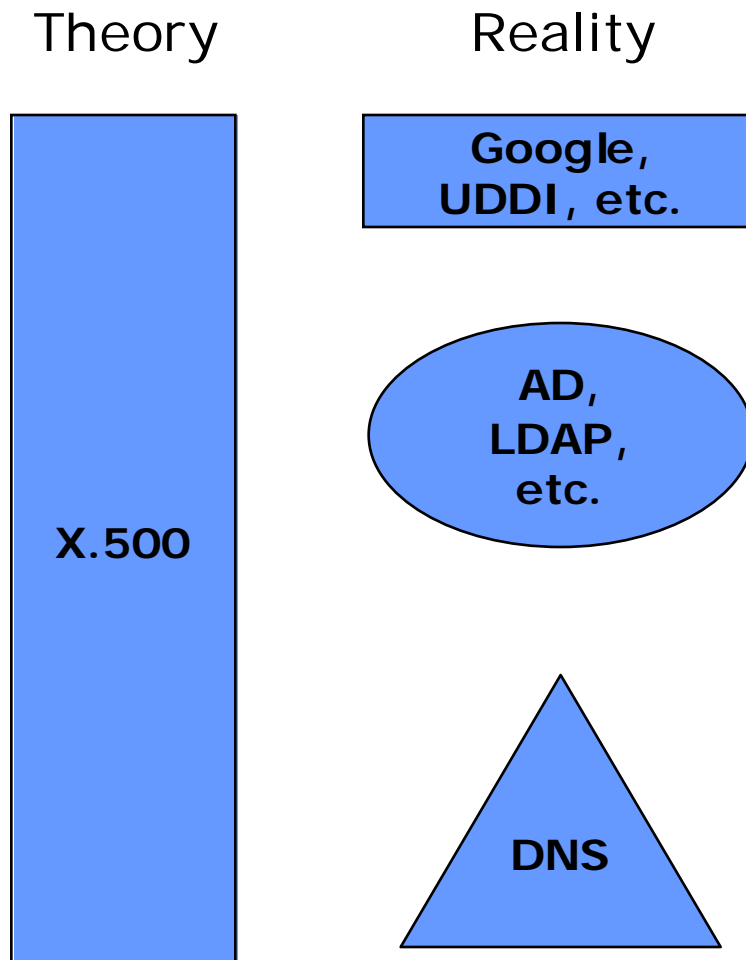 Theory
Reality
Google,
UDDI, etc.
AD,
LDAP,
etc.
X.500
DNS